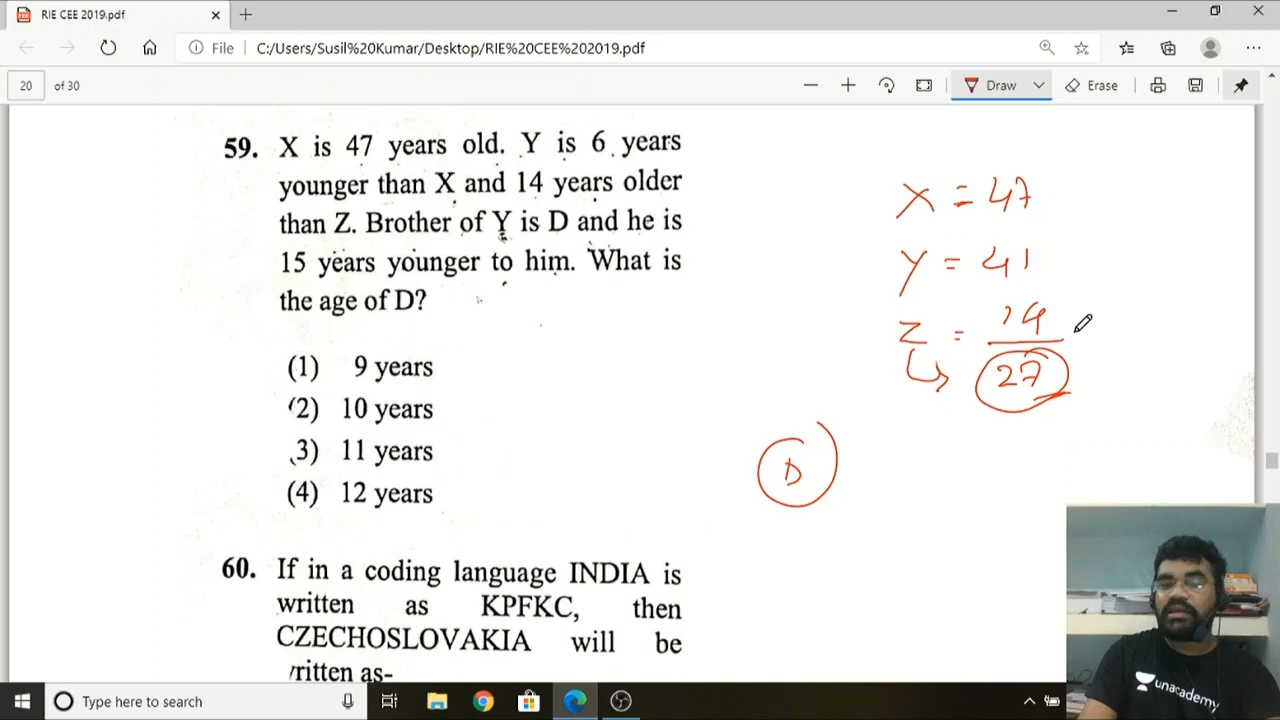 RIE CEE 2019.pdf
File C:/Users/Susil%20Kumar/Desktop/RIE%20CEE%202019.pdf
20 of 30 Draw Erase
59. X is 47 years old. Y is 6 years
younger than X and 14 years older
than Z. Brother of Y is D and he is
15 years younger to him. What is
the age of D?
(1) 9 years
(2) 10 years
3) 11 years
(4) 12 years
60. If in a coding language INDIA is
written as KPFKC, then
CZECHOSLOVAKIA will be
ritten as-
X = 47
Y = 41
Z = 14
27
D
unacademy
Type here to search